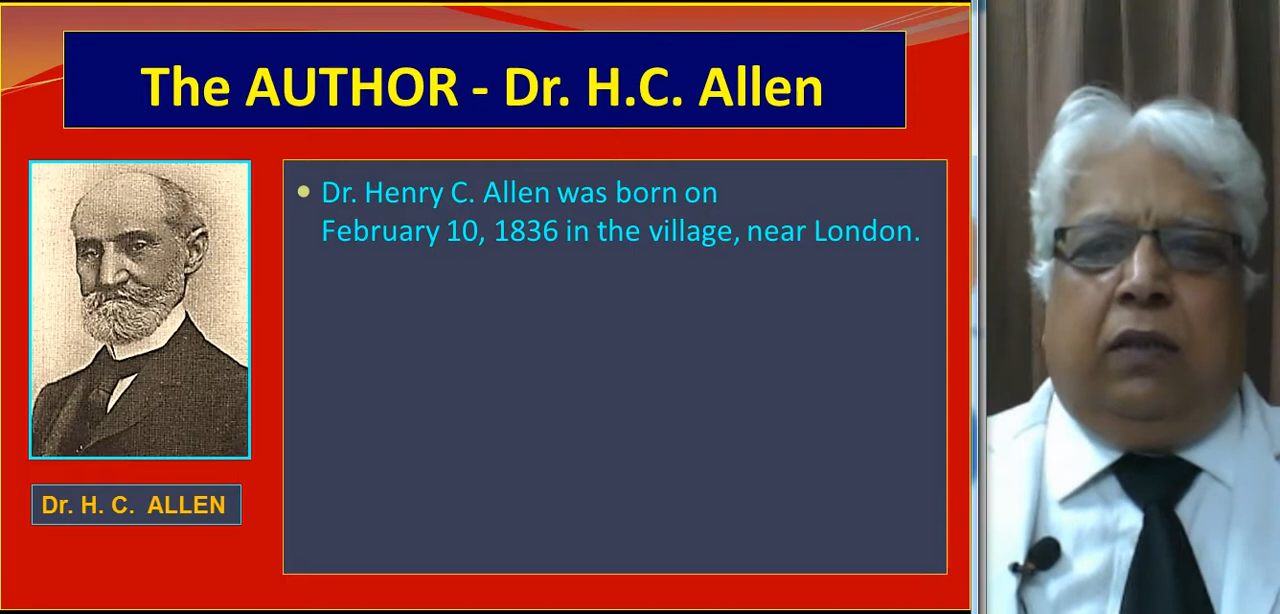 The AUTHOR - Dr. H.C. Allen
Dr. Henry C. Allen was born on
February 10, 1836 in the village, near London.
Dr. H. C. ALLEN